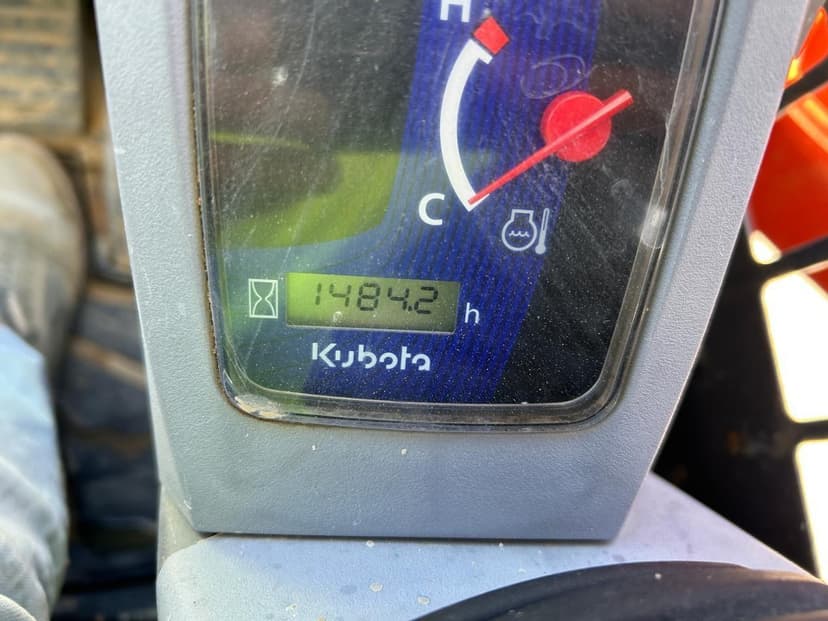 H
C
1484.2 h
Kubota